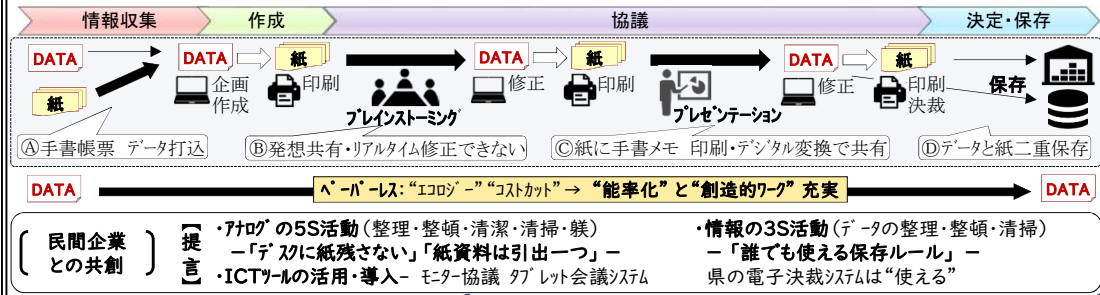 情報収集 作成 協議 決定・保存
DATA DATA 紙 DATA 紙 DATA 紙
紙 企画作成 印刷 修正 印刷 修正 印刷決裁 保存
ブレインストーミング プレゼンテーション
Ⓐ手書帳票 データ打込 Ⓑ発想共有・リアルタイム修正できない Ⓒ紙に手書メモ 印刷・デジタル変換で共有 Ⓓデータと紙二重保存
DATA ペーパーレス：“エコロジー”“コストカット”→ “能率化” と “創造的ワーク” 充実 DATA
民間企業との共創
【提言】
・アナログの5S活動（整理・整頓・清潔・清掃・躾）
－「デスクに紙残さない」「紙資料は引出一つ」－
・ICTツールの活用・導入－ モニター協議 タブレット会議システム
・情報の3S活動（データの整理・整頓・清掃）
－「誰でも使える保存ルール」－
県の電子決裁システムは“使える”